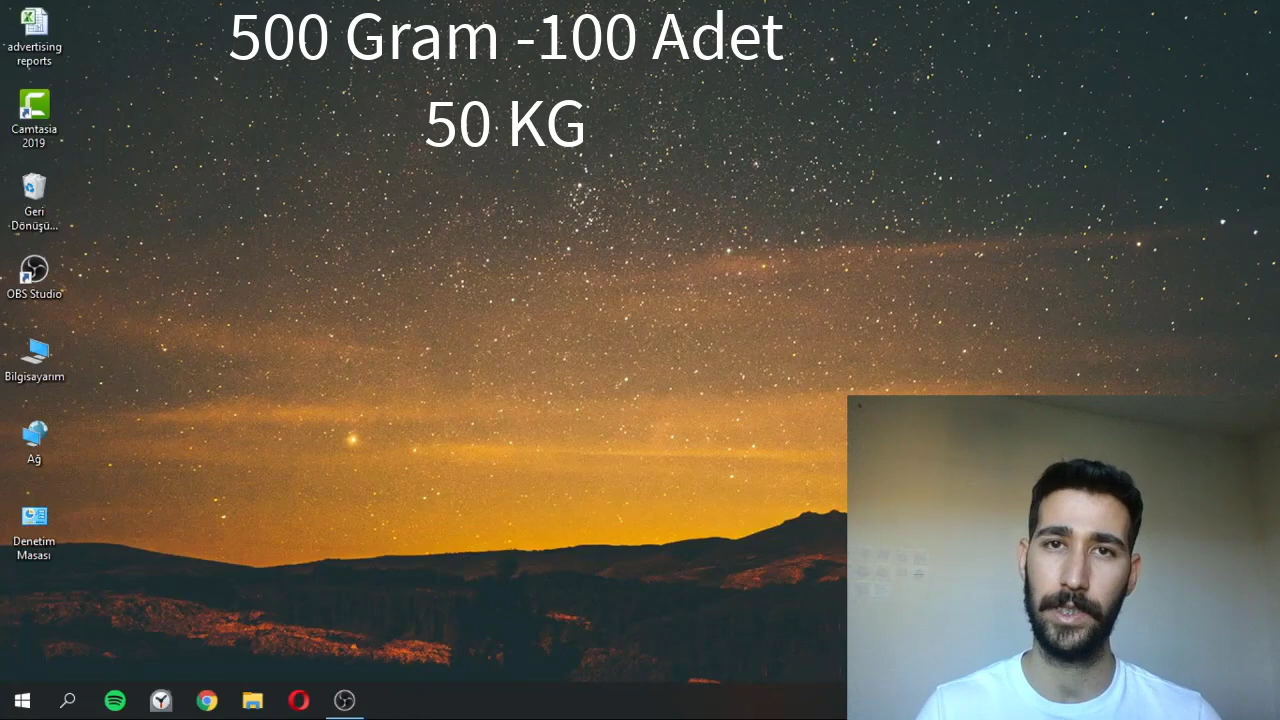 500 Gram -100 Adet
50 KG
advertising
reports
Camtasia
2019
Geri
Dönüşü...
OBS Studio
Bilgisayarım
Ağ
Denetim
Masası